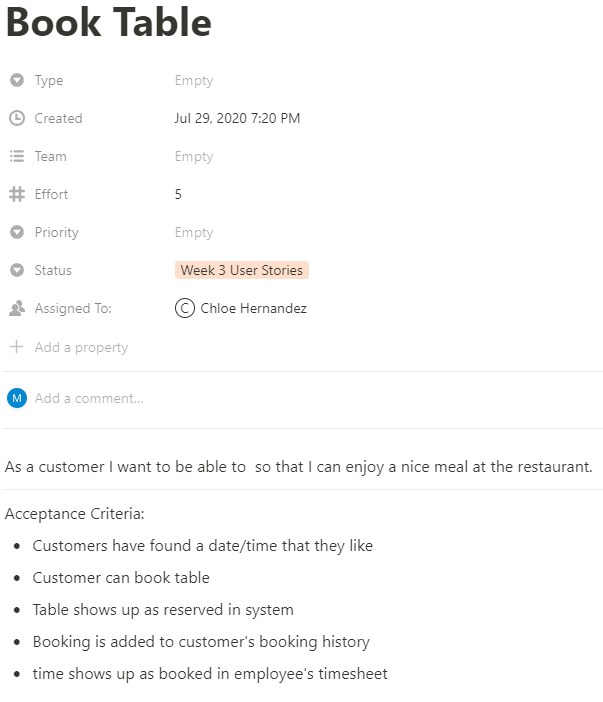 Book Table
Type Empty
Created Jul 29, 2020 7:20 PM
Team Empty
Effort 5
Priority Empty
Status Week 3 User Stories
Assigned To: C Chloe Hernandez
Add a property
M Add a comment...
As a customer I want to be able to  so that I can enjoy a nice meal at the restaurant.
Acceptance Criteria:
• Customers have found a date/time that they like
• Customer can book table
• Table shows up as reserved in system
• Booking is added to customer's booking history
• time shows up as booked in employee's timesheet